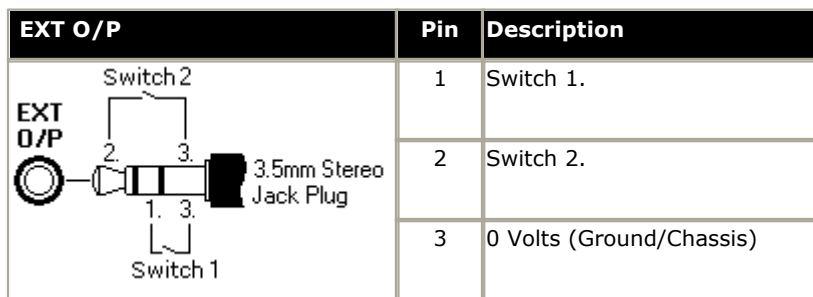 EXT O/P Pin Description
Switch 2
EXT
O/P
2. 3.
3.5mm Stereo
Jack Plug
1. 3.
Switch 1
1 Switch 1.
2 Switch 2.
3 0 Volts (Ground/Chassis)